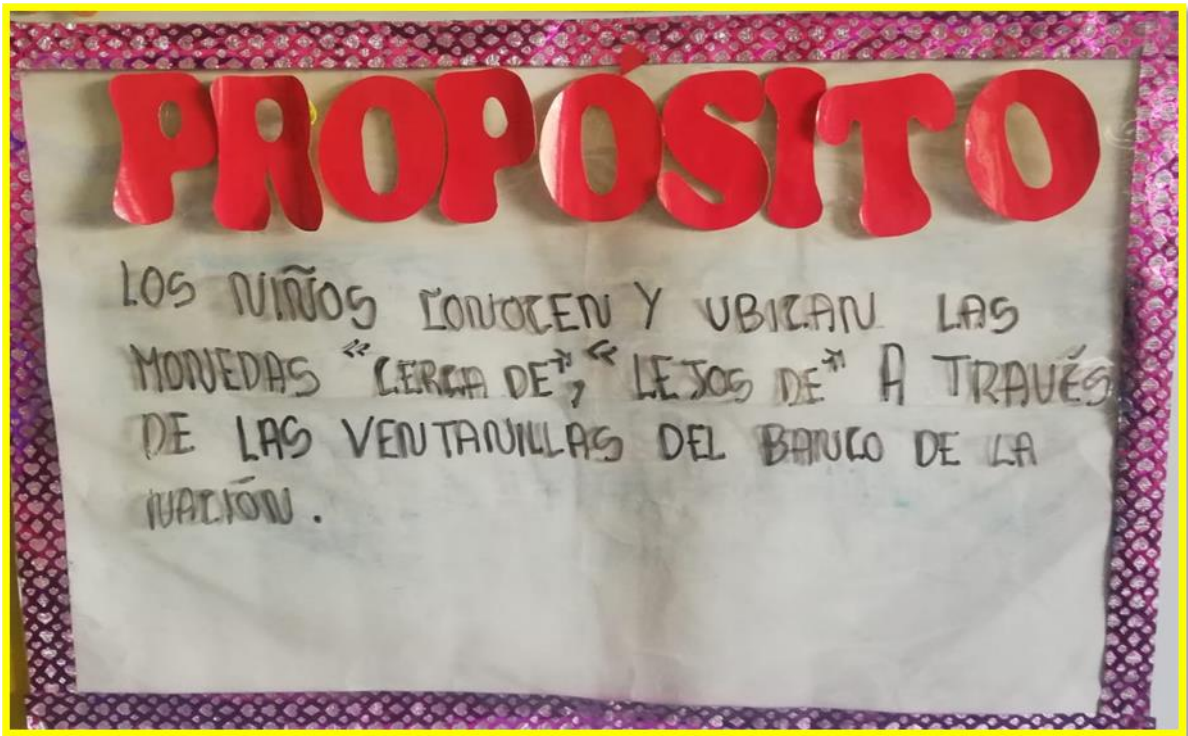 PROPÓSITO
LOS NIÑOS CONOCEN Y UBICAN LAS
MONEDAS "CERCA DE", "LEJOS DE" A TRAVÉS
DE LAS VENTANILLAS DEL BANCO DE LA
NACIÓN.